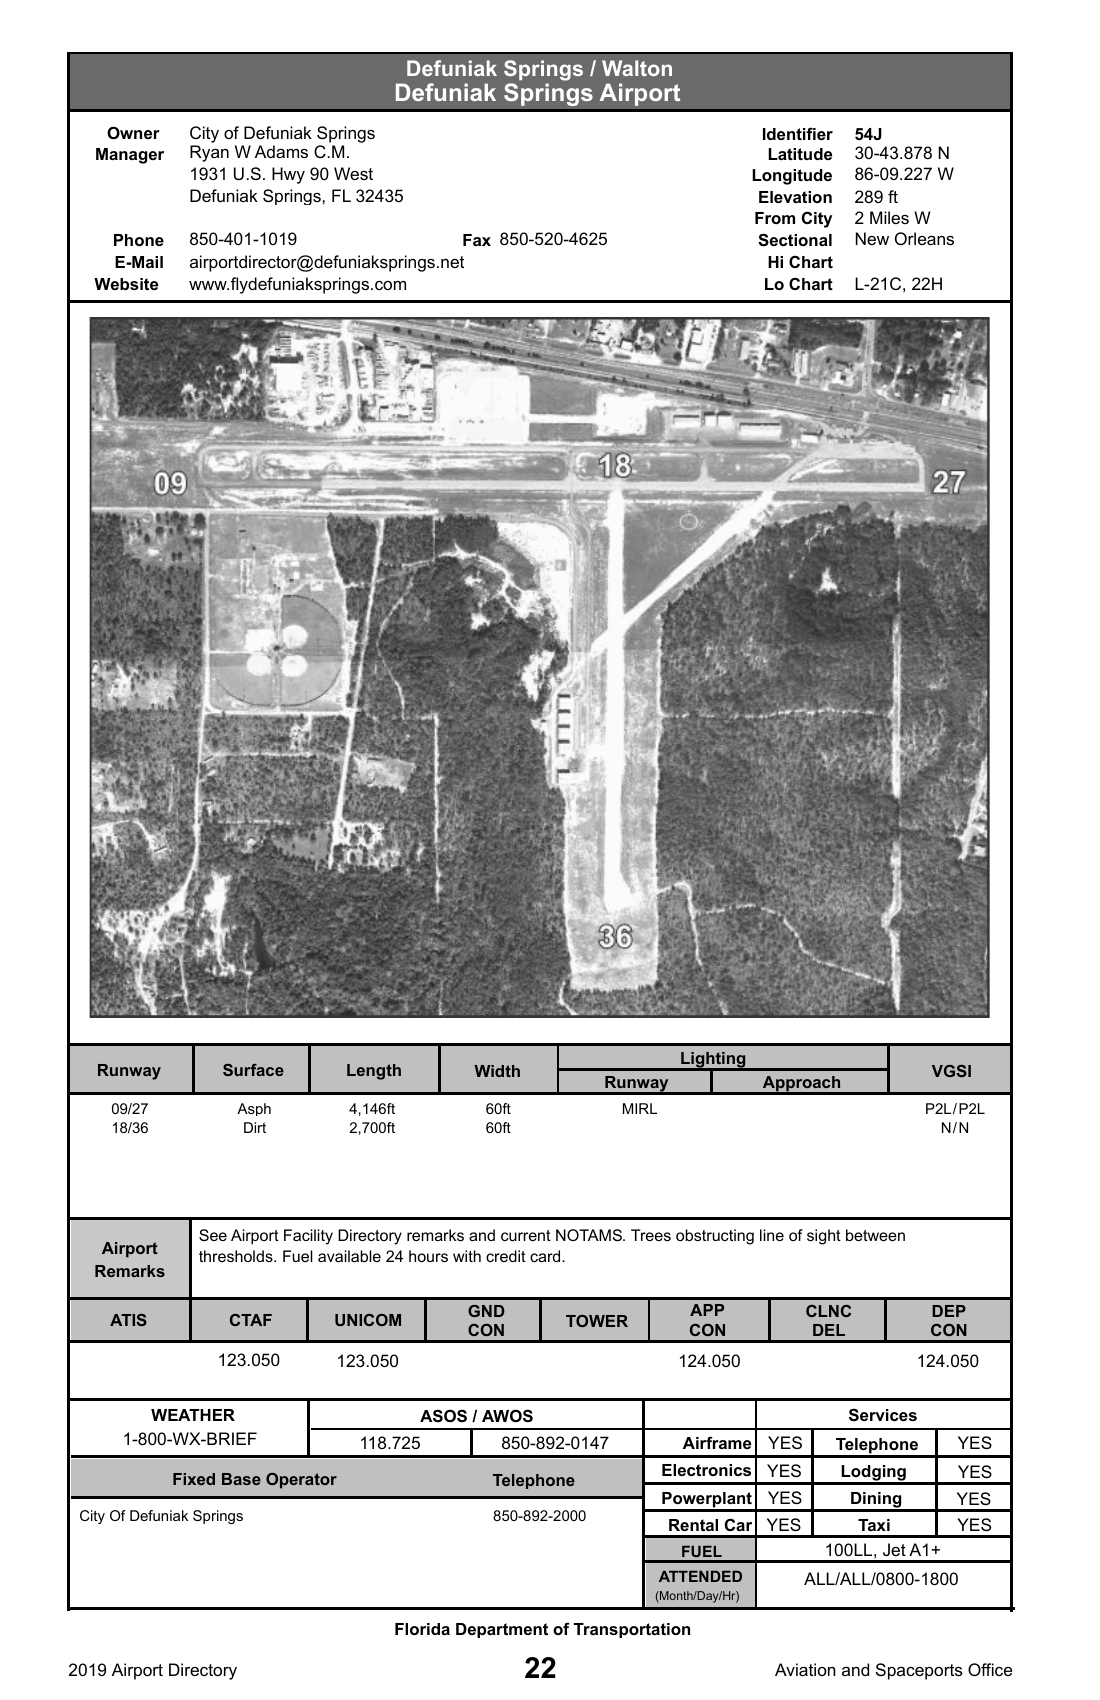 Defuniak Springs / Walton
Defuniak Springs Airport
Owner City of Defuniak Springs
Manager Ryan W Adams C.M.
1931 U.S. Hwy 90 West
Defuniak Springs, FL 32435
Phone 850-401-1019 Fax 850-520-4625
E-Mail airportdirector@defuniaksprings.net
Website www.flydefuniaksprings.com
Identifier 54J
Latitude 30-43.878 N
Longitude 86-09.227 W
Elevation 289 ft
From City 2 Miles W
Sectional New Orleans
Hi Chart
Lo Chart L-21C, 22H
09 18 27
36
Runway Surface Length Width Lighting VGSI
Runway Approach
09/27 Asph 4,146ft 60ft MIRL P2L/P2L
18/36 Dirt 2,700ft 60ft N/N
Airport Remarks
See Airport Facility Directory remarks and current NOTAMS. Trees obstructing line of sight between
thresholds. Fuel available 24 hours with credit card.
ATIS CTAF UNICOM GND CON TOWER APP CON CLNC DEL DEP CON
123.050 123.050 124.050 124.050
WEATHER ASOS / AWOS
1-800-WX-BRIEF 118.725 850-892-0147
Fixed Base Operator Telephone
City Of Defuniak Springs 850-892-2000
Services
Airframe YES Telephone YES
Electronics YES Lodging YES
Powerplant YES Dining YES
Rental Car YES Taxi YES
FUEL 100LL, Jet A1+
ATTENDED ALL/ALL/0800-1800
(Month/Day/Hr)
Florida Department of Transportation
2019 Airport Directory 22 Aviation and Spaceports Office